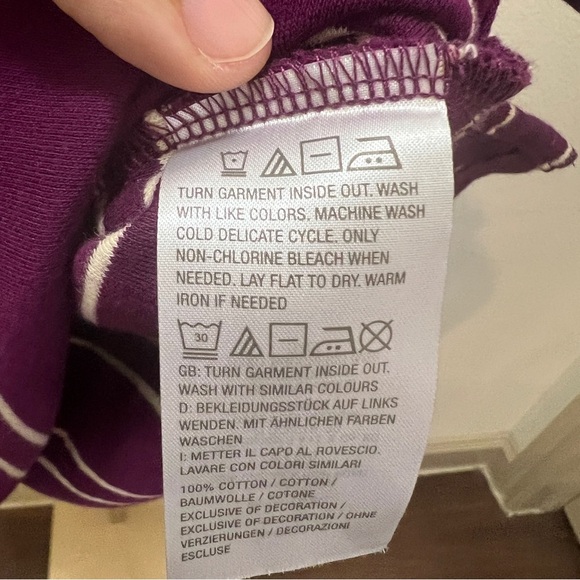 TURN GARMENT INSIDE OUT. WASH
WITH LIKE COLORS. MACHINE WASH
COLD DELICATE CYCLE. ONLY
NON-CHLORINE BLEACH WHEN
NEEDED. LAY FLAT TO DRY. WARM
IRON IF NEEDED
30
GB: TURN GARMENT INSIDE OUT.
WASH WITH SIMILAR COLOURS
D: BEKLEIDUNGSSTÜCK AUF LINKS
WENDEN. MIT ÄHNLICHEN FARBEN
WASCHEN
I: METTER IL CAPO AL ROVESCIO.
LAVARE CON COLORI SIMILARI
100% COTTON / COTTON /
BAUMWOLLE / COTONE
EXCLUSIVE OF DECORATION /
EXCLUSIVE OF DECORATION / OHNE
VERZIERUNGEN / DECORAZIONI
ESCLUSE